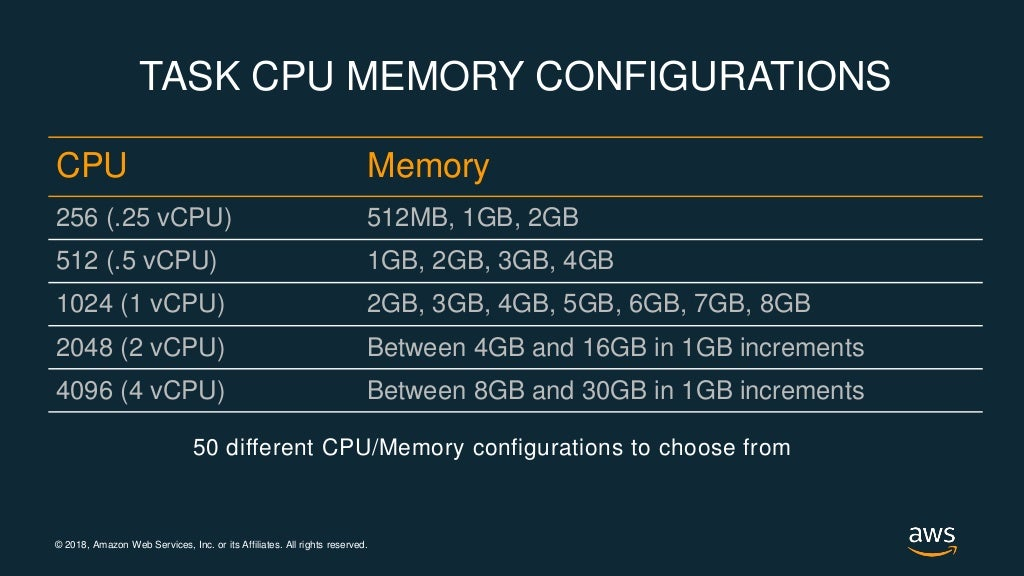 TASK CPU MEMORY CONFIGURATIONS
CPU Memory
256 (.25 vCPU) 512MB, 1GB, 2GB
512 (.5 vCPU) 1GB, 2GB, 3GB, 4GB
1024 (1 vCPU) 2GB, 3GB, 4GB, 5GB, 6GB, 7GB, 8GB
2048 (2 vCPU) Between 4GB and 16GB in 1GB increments
4096 (4 vCPU) Between 8GB and 30GB in 1GB increments
50 different CPU/Memory configurations to choose from
© 2018, Amazon Web Services, Inc. or its Affiliates. All rights reserved.
aws